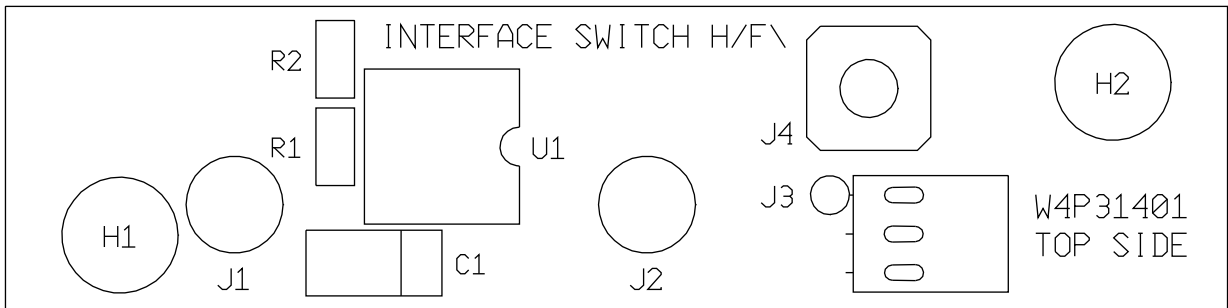 INTERFACE SWITCH H/F\
R2
H2
J4
R1
U1
J3
W4P31401
TOP SIDE
H1
C1
J1
J2